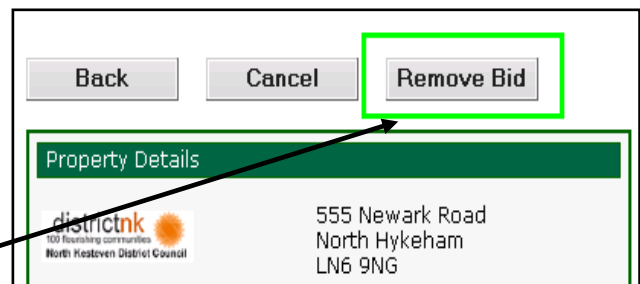 Back Cancel Remove Bid
Property Details
districtnk
100 flourishing communities
North Kesteven District Council
555 Newark Road
North Hykeham
LN6 9NG